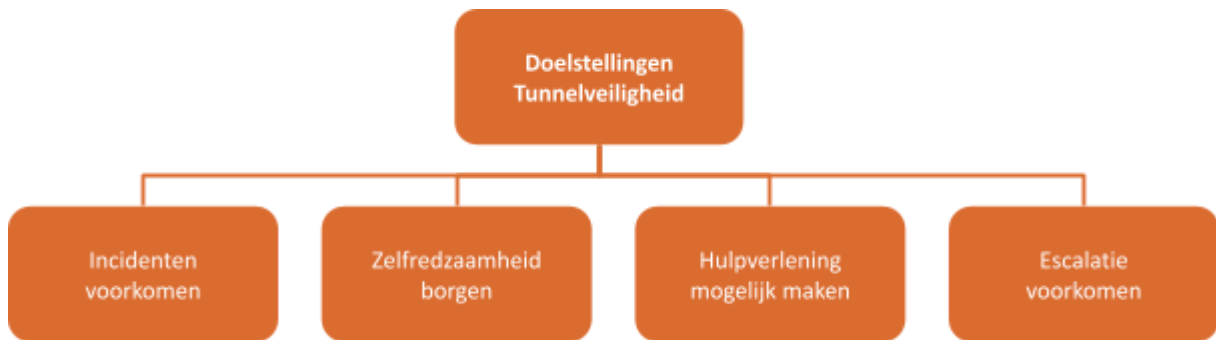 Doelstellingen
Tunnelveiligheid
Incidenten
voorkomen
Zelfredzaamheid
borgen
Hulpverlening
mogelijk maken
Escalatie
voorkomen